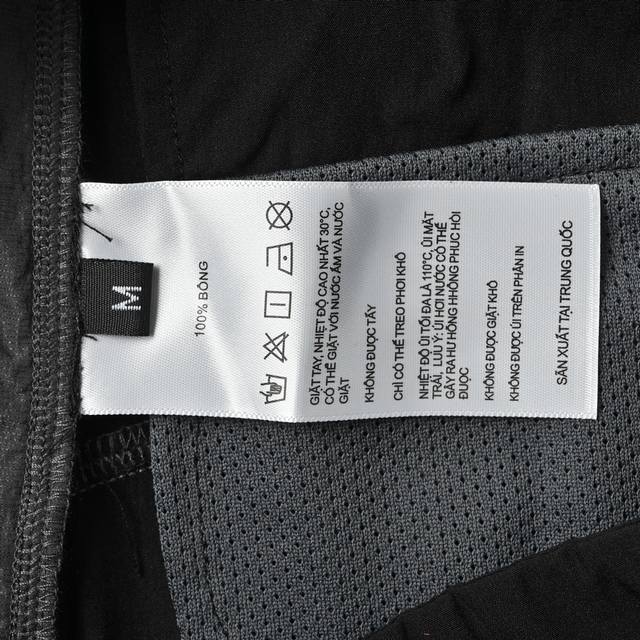 M
100% BÔNG
GIẶT TAY, NHIỆT ĐỘ CAO NHẤT 30°C,
CÓ THỂ GIẶT VỚI NƯỚC ẤM VÀ NƯỚC
GIẶT
KHÔNG ĐƯỢC TẨY
CHỈ CÓ THỂ TREO PHƠI KHÔ
NHIỆT ĐỘ ỦI TỐI ĐA LÀ 110°C, ỦI MẶT
TRÁI, LƯU Ý: ỦI HƠI NƯỚC CÓ THỂ
GÂY RA HƯ HỎNG HHÔNG PHỤC HỒI
ĐƯỢC
KHÔNG ĐƯỢC GIẶT KHÔ
KHÔNG ĐƯỢC ỦI TRÊN PHẦN IN
SẢN XUẤT TẠI TRUNG QUỐC